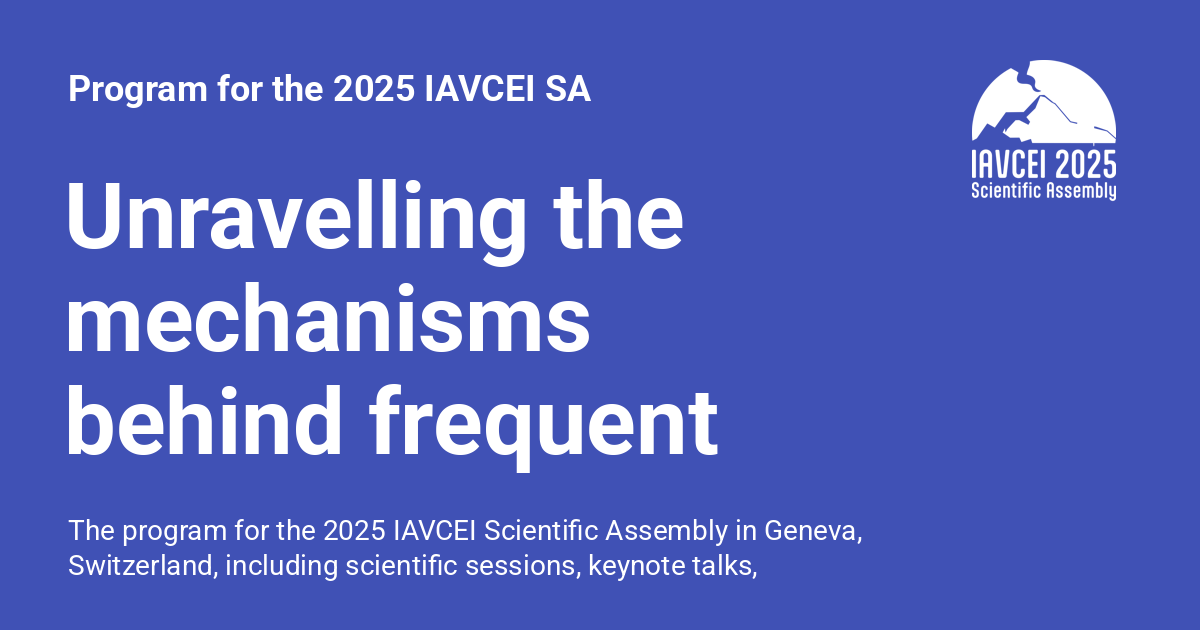 Program for the 2025 IAVCEI SA
IAVCEI 2025
Scientific Assembly
Unravelling the
mechanisms
behind frequent
The program for the 2025 IAVCEI Scientific Assembly in Geneva,
Switzerland, including scientific sessions, keynote talks,